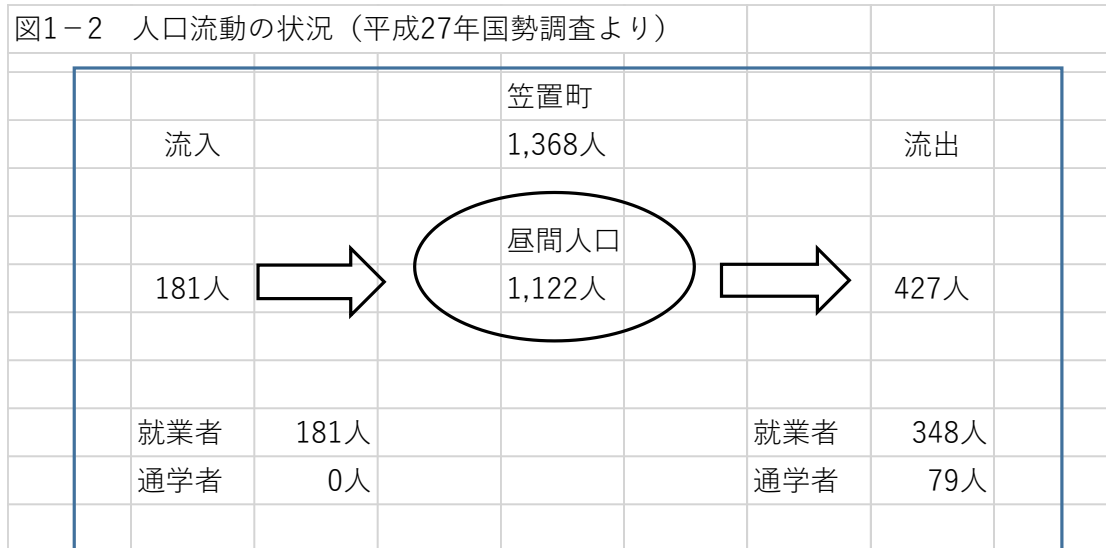 図1－2　人口流動の状況（平成27年国勢調査より）
笠置町
流入　1,368人　流出
昼間人口
181人　1,122人　427人
就業者　181人　就業者　348人
通学者　0人　通学者　79人